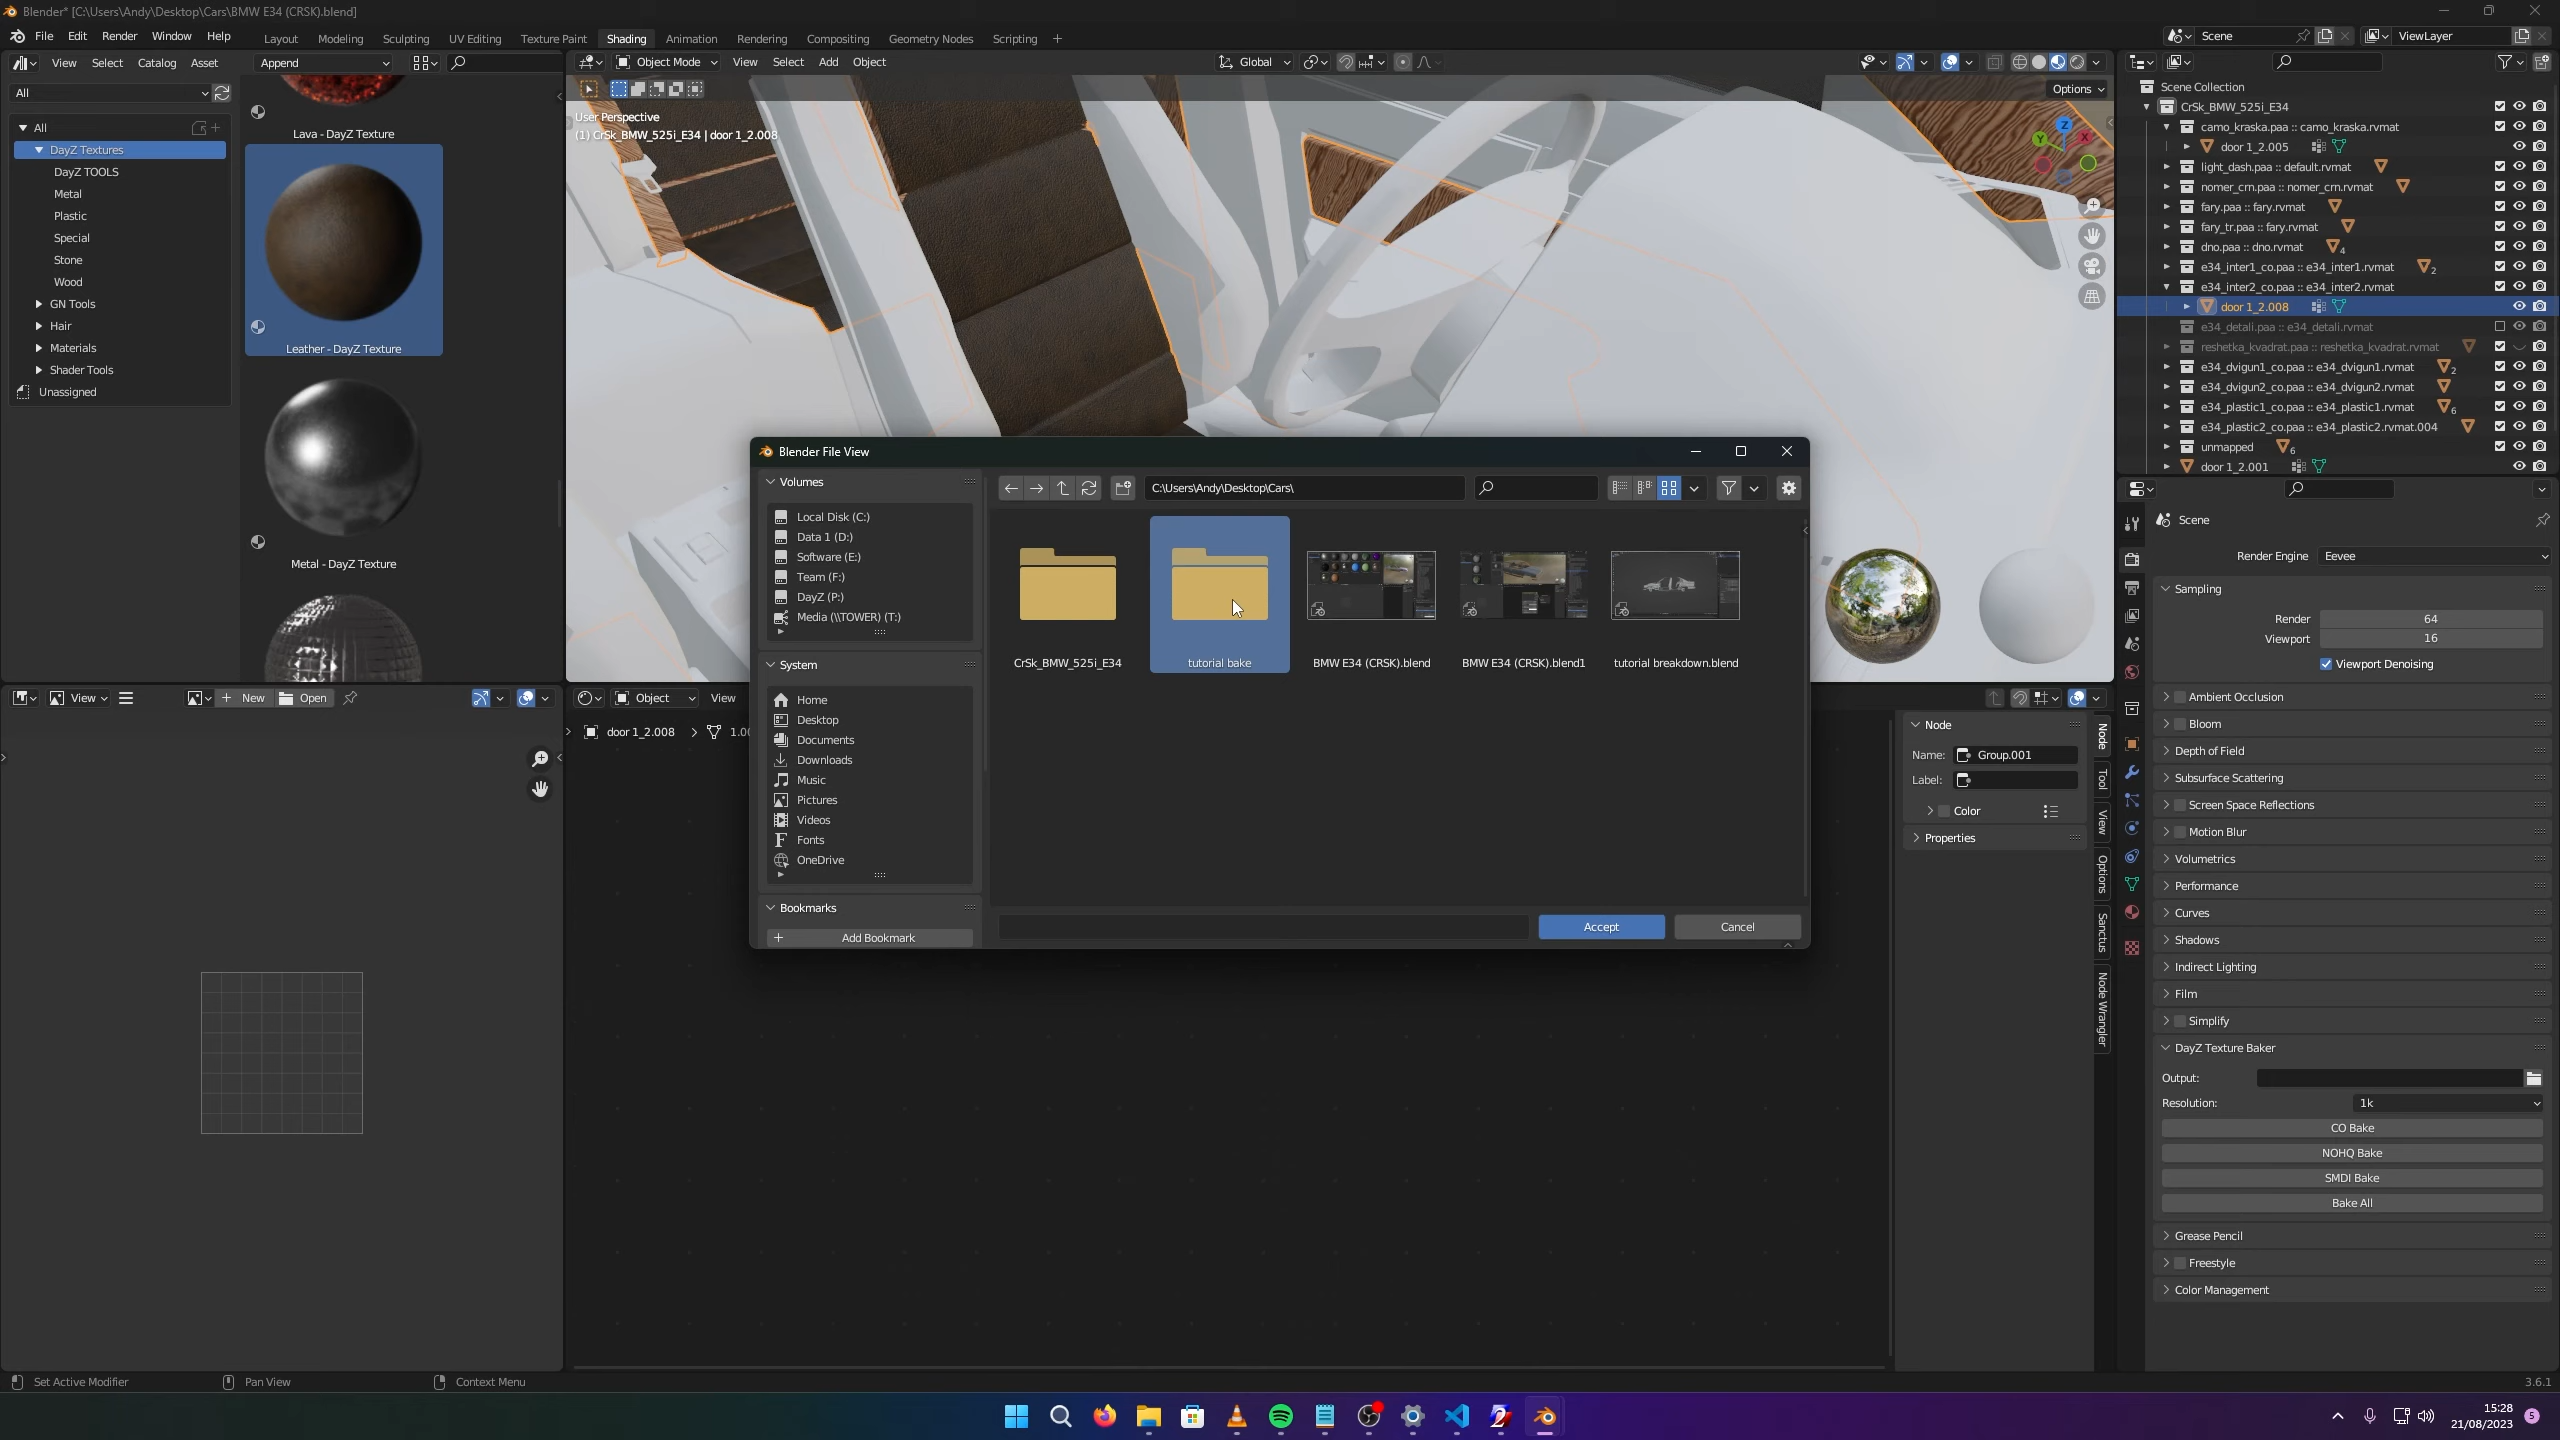 Blender* [C:\Users\Andy\Desktop\Cars\BMW E34 (CRSK).blend]
File Edit Render Window Help Layout Modeling Sculpting UV Editing Texture Paint Shading Animation Rendering Compositing Geometry Nodes Scripting + Scene ViewLayer
View Select Catalog Asset Append
Object Mode View Select Add Object Global
Options
All
All
DayZ Textures
DayZ TOOLS
Metal
Plastic
Special
Stone
Wood
GN Tools
Hair
Materials
Shader Tools
Unassigned
Lava - DayZ Texture
Leather - DayZ Texture
Metal - DayZ Texture
User Perspective
(1) CrSk_BMW_525i_E34 | door 1_2.008
Z
Y
X
Scene Collection
CrSk_BMW_525i_E34
camo_kraska.paa :: camo_kraska.rvmat
door 1_2.005
light_dash.paa :: default.rvmat
nomer_crn.paa :: nomer_crn.rvmat
fary.paa :: fary.rvmat
fary_tr.paa :: fary.rvmat
dno.paa :: dno.rvmat 4
e34_inter1_co.paa :: e34_inter1.rvmat 2
e34_inter2_co.paa :: e34_inter2.rvmat
door 1_2.008
e34_detali.paa :: e34_detali.rvmat
reshetka_kvadrat.paa :: reshetka_kvadrat.rvmat
e34_dvigun1_co.paa :: e34_dvigun1.rvmat 2
e34_dvigun2_co.paa :: e34_dvigun2.rvmat
e34_plastic1_co.paa :: e34_plastic1.rvmat 6
e34_plastic2_co.paa :: e34_plastic2.rvmat.004
unmapped 6
door 1_2.001
Blender File View
Volumes
Local Disk (C:)
Data 1 (D:)
Software (E:)
Team (F:)
DayZ (P:)
Media (\\TOWER) (T:)
System
Home
Desktop
Documents
Downloads
Music
Pictures
Videos
Fonts
OneDrive
Bookmarks
+ Add Bookmark
C:\Users\Andy\Desktop\Cars\
CrSk_BMW_525i_E34
tutorial bake
BMW E34 (CRSK).blend
BMW E34 (CRSK).blend1
tutorial breakdown.blend
Accept Cancel
View + New Open
Object View
door 1_2.008 > 1.00
Node
Name: Group.001
Label:
Color
Properties
Node
Tool
View
Options
Sanctus
Node Wrangler
Scene
Render Engine Eevee
Sampling
Render 64
Viewport 16
Viewport Denoising
Ambient Occlusion
Bloom
Depth of Field
Subsurface Scattering
Screen Space Reflections
Motion Blur
Volumetrics
Performance
Curves
Shadows
Indirect Lighting
Film
Simplify
DayZ Texture Baker
Output:
Resolution: 1k
CO Bake
NOHQ Bake
SMDI Bake
Bake All
Grease Pencil
Freestyle
Color Management
Set Active Modifier Pan View Context Menu 3.6.1
15:28
21/08/2023
5